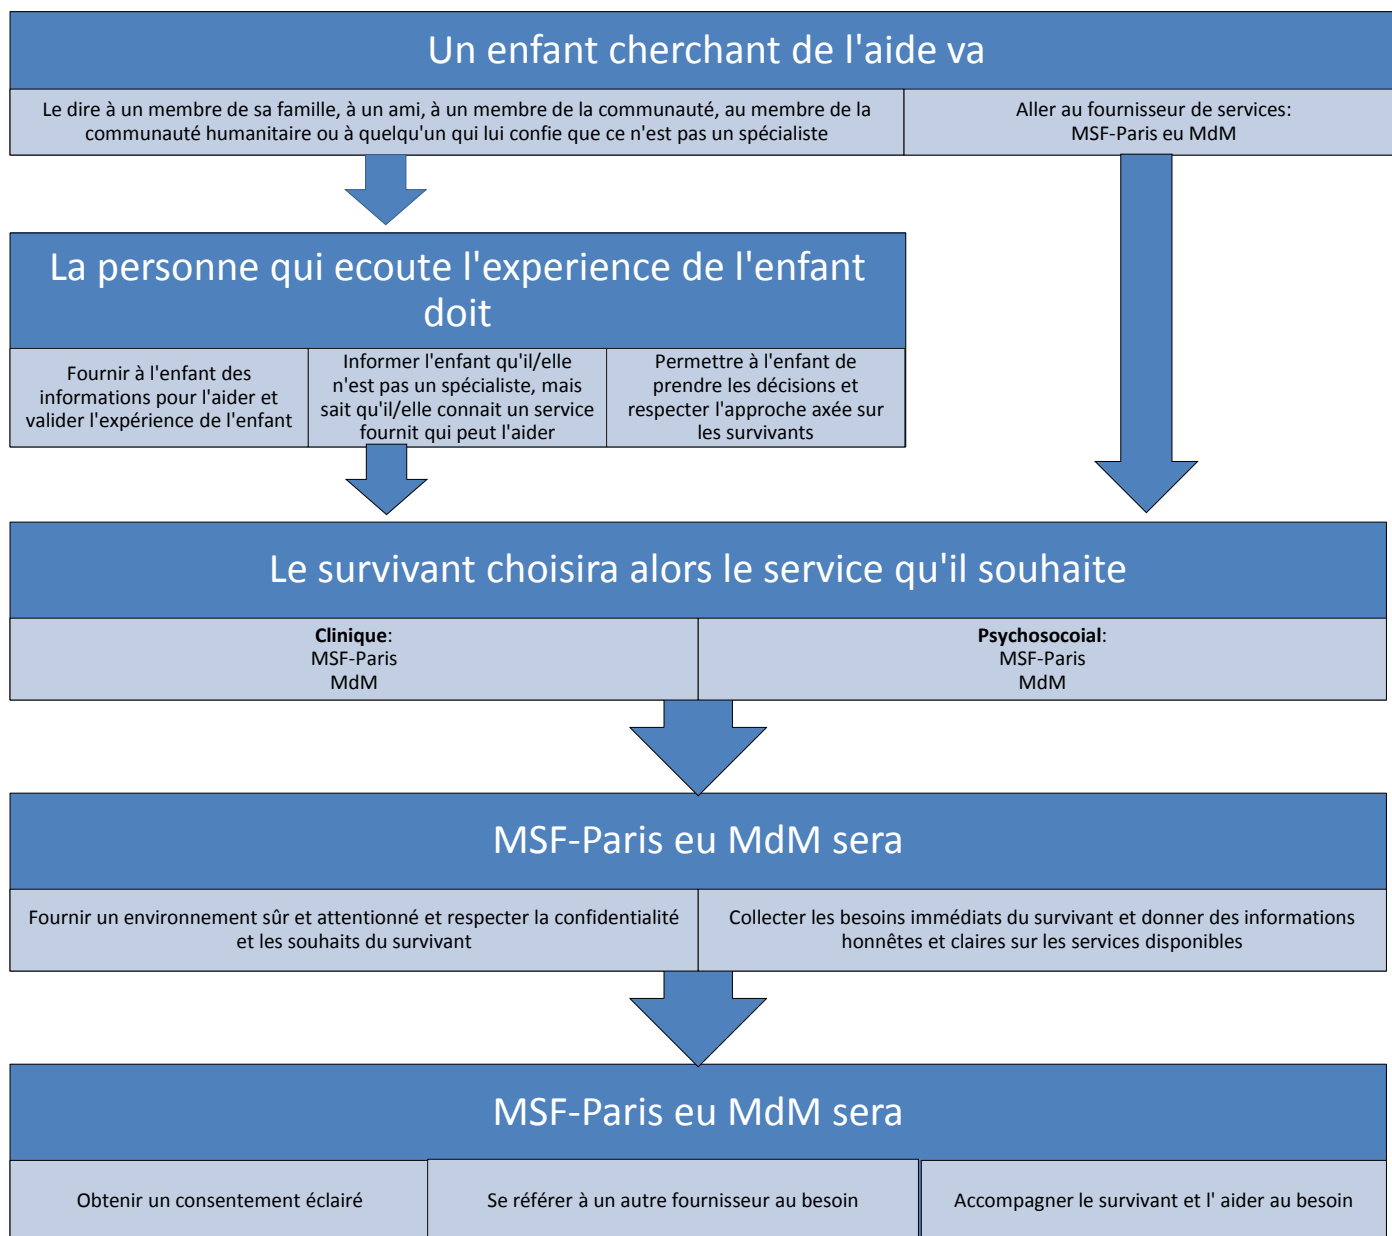 Un enfant cherchant de l'aide va
Le dire à un membre de sa famille, à un ami, à un membre de la communauté, au membre de la
communauté humanitaire ou à quelqu'un qui lui confie que ce n'est pas un spécialiste
Aller au fournisseur de services:
MSF-Paris eu MdM
La personne qui ecoute l'experience de l'enfant
doit
Fournir à l'enfant des
informations pour l'aider et
valider l'expérience de l'enfant
Informer l'enfant qu'il/elle
n'est pas un spécialiste, mais
sait qu'il/elle connait un service
fournit qui peut l'aider
Permettre à l'enfant de
prendre les décisions et
respecter l'approche axée sur
les survivants
Le survivant choisira alors le service qu'il souhaite
Clinique:
MSF-Paris
MdM
Psychosocoial:
MSF-Paris
MdM
MSF-Paris eu MdM sera
Fournir un environnement sûr et attentionné et respecter la confidentialité
et les souhaits du survivant
Collecter les besoins immédiats du survivant et donner des informations
honnêtes et claires sur les services disponibles
MSF-Paris eu MdM sera
Obtenir un consentement éclairé
Se référer à un autre fournisseur au besoin
Accompagner le survivant et l' aider au besoin